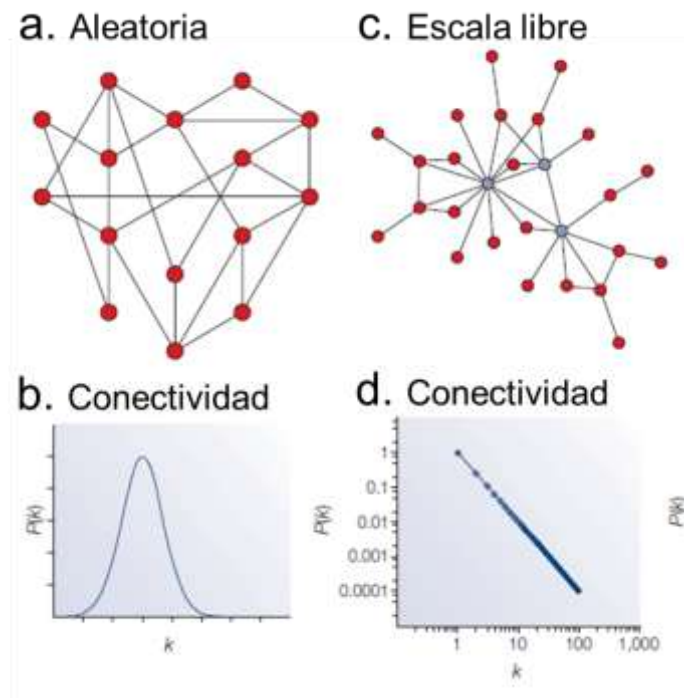 a. Aleatoria
c. Escala libre
b. Conectividad
P(k)
k
d. Conectividad
P(k)
1
0.1
0.01
0.001
0.0001
1 10 100 1,000
k
P(k)